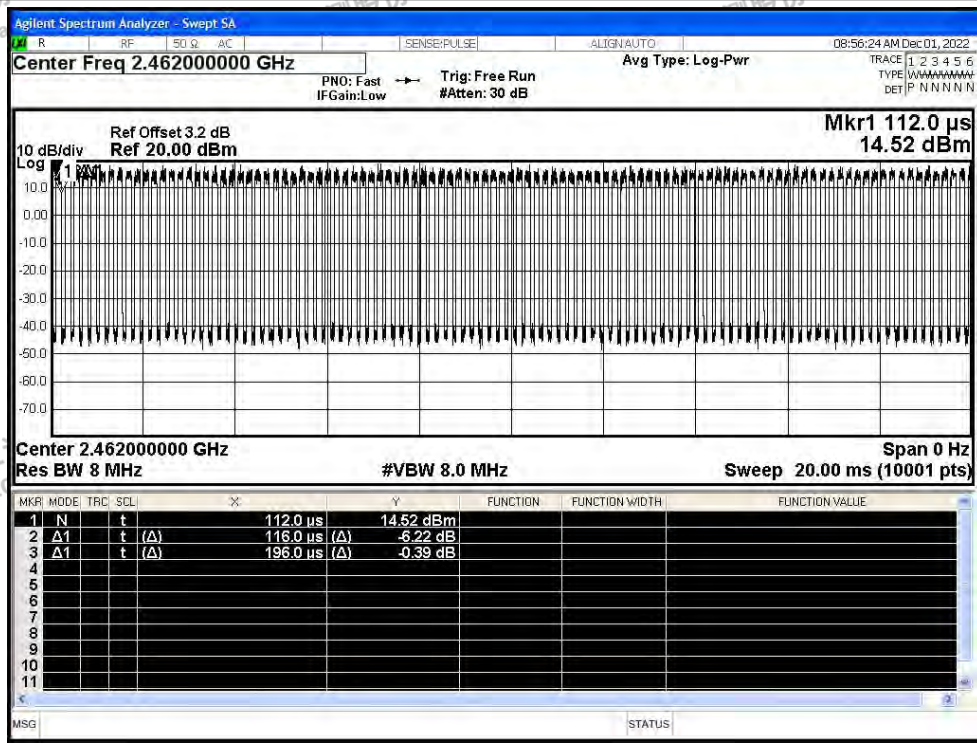 Agilent Spectrum Analyzer - Swept SA
R RF 50 Ω AC SENSE:PULSE ALIGN AUTO 08:56:24 AM Dec 01, 2022
Center Freq 2.462000000 GHz Avg Type: Log-Pwr TRACE 1 2 3 4 5 6
PNO: Fast Trig: Free Run TYPE WWWWWW
IFGain:Low #Atten: 30 dB DET P N N N N N
Mkr1 112.0 µs
Ref Offset 3.2 dB
10 dB/div Ref 20.00 dBm 14.52 dBm
Log
1
10.0
0.00
-10.0
-20.0
-30.0
-40.0
-50.0
-60.0
-70.0
Center 2.462000000 GHz Span 0 Hz
Res BW 8 MHz #VBW 8.0 MHz Sweep 20.00 ms (10001 pts)
MKR MODE TRC SCL X Y FUNCTION FUNCTION WIDTH FUNCTION VALUE
1 N t 112.0 µs 14.52 dBm
2 Δ1 t (Δ) 116.0 µs (Δ) -6.22 dB
3 Δ1 t (Δ) 196.0 µs (Δ) -0.39 dB
4
5
6
7
8
9
10
11
MSG STATUS